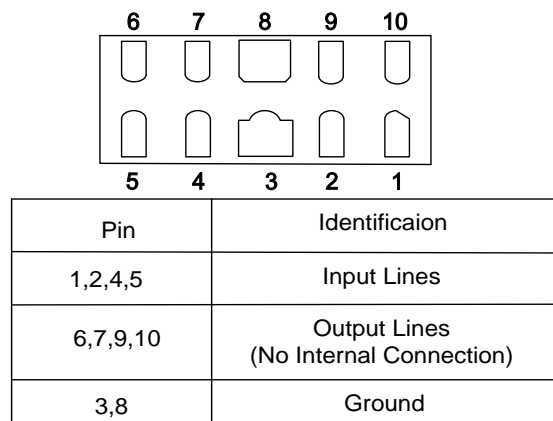 6 7 8 9 10
5 4 3 2 1
Pin Identificaion
1,2,4,5 Input Lines
6,7,9,10 Output Lines
(No Internal Connection)
3,8 Ground